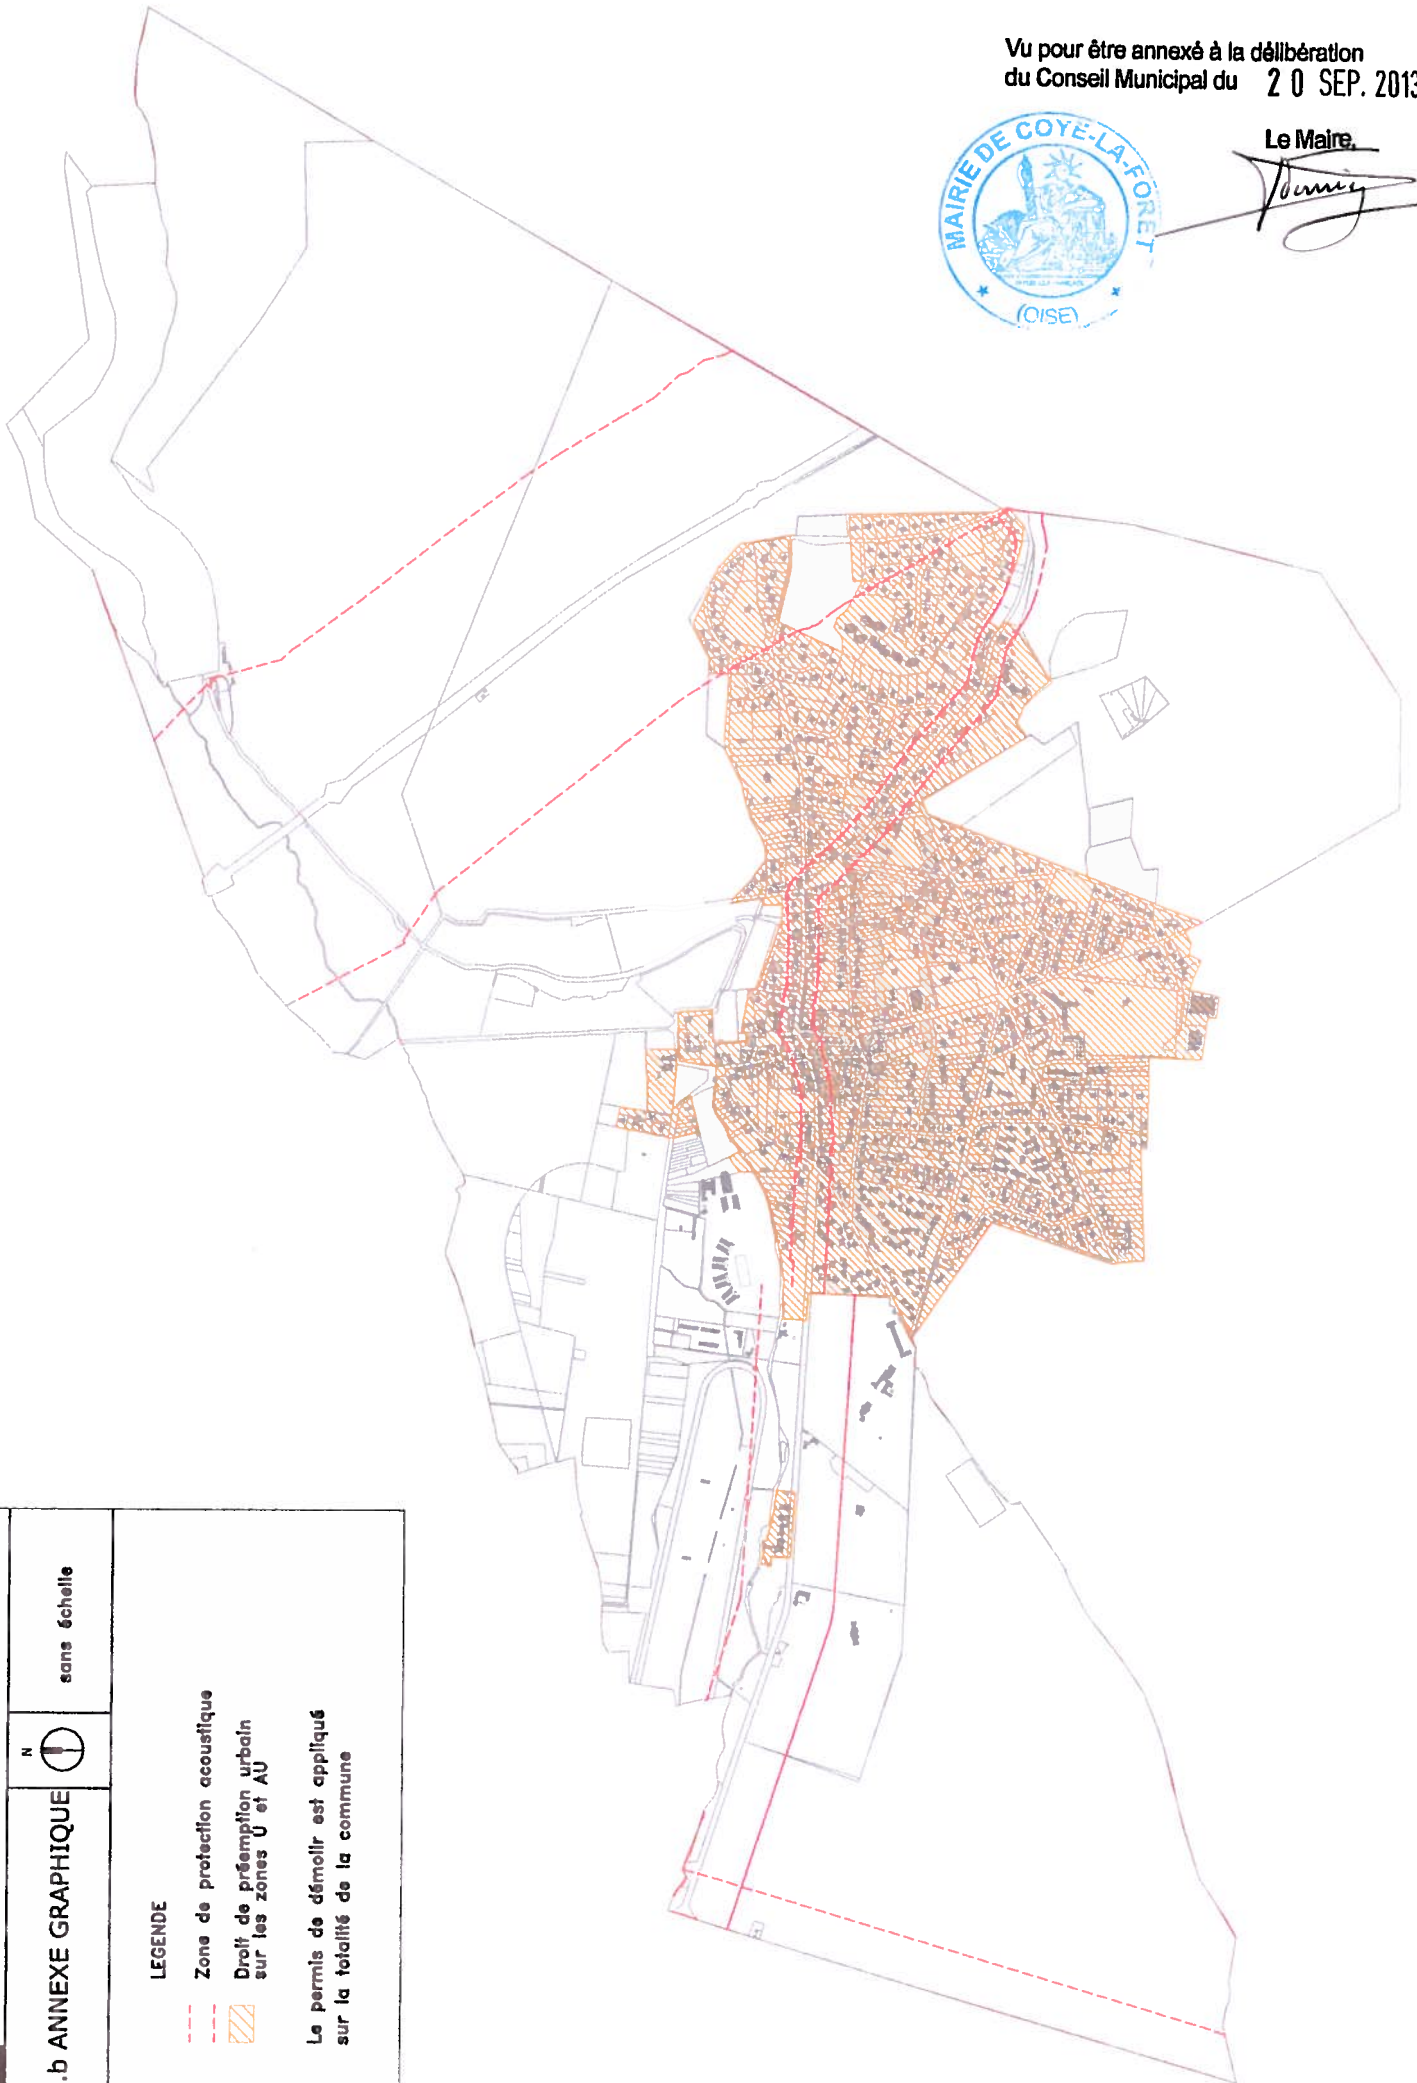 Vu pour être annexé à la délibération
du Conseil Municipal du 20 SEP. 2013
Le Maire,
MAIRIE DE COYE-LA-FORET
(OISE)
.b ANNEXE GRAPHIQUE
N
sans échelle
LEGENDE
Zone de protection acoustique
Droit de préemption urbain
sur les zones U et AU
Le permis de démolir est appliqué
sur la totalité de la commune